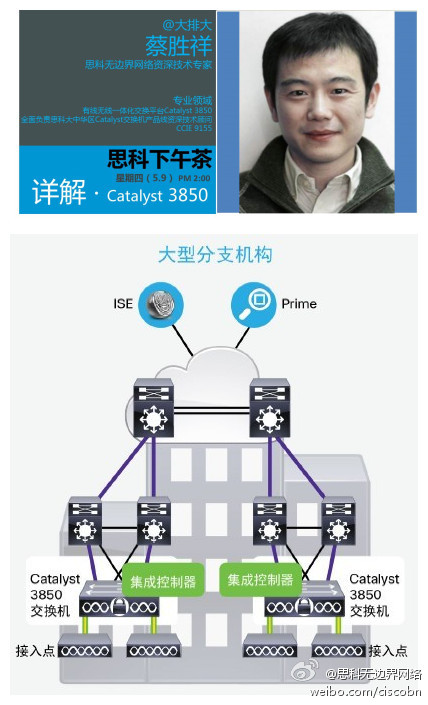 @大排大
蔡胜祥
思科无边界网络资深技术专家
专业领域
有线无线一体化交换平台Catalyst 3850
全面负责思科大中华区Catalyst交换机产品线资深技术顾问
CCIE 9155
思科下午茶
星期四（5.9） PM 2:00
详解 · Catalyst 3850
大型分支机构
ISE
Prime
Catalyst
3850
交换机
集成控制器
集成控制器
Catalyst
3850
交换机
接入点
接入点
@思科无边界网络
weibo.com/ciscobn